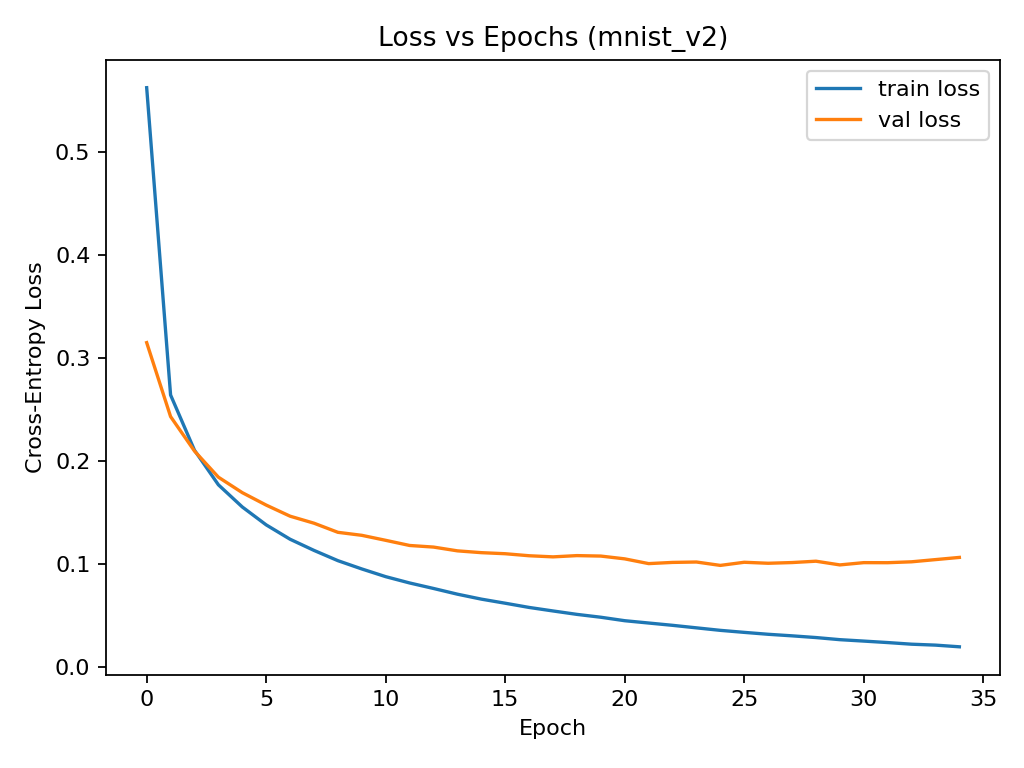 Loss vs Epochs (mnist_v2)
train loss
val loss
Cross-Entropy Loss
0.5
0.4
0.3
0.2
0.1
0.0
0 5 10 15 20 25 30 35
Epoch